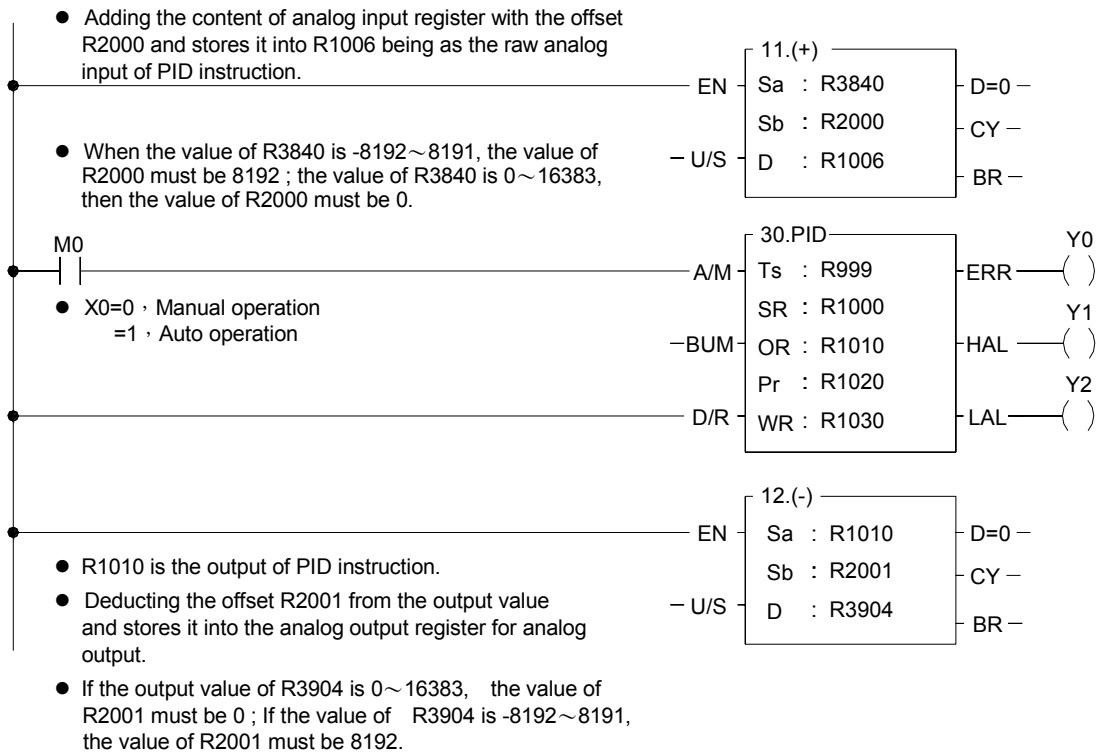 ● Adding the content of analog input register with the offset
R2000 and stores it into R1006 being as the raw analog
input of PID instruction.
11.(+)
EN Sa : R3840 D=0
Sb : R2000 CY
● When the value of R3840 is -8192～8191, the value of
R2000 must be 8192 ; the value of R3840 is 0～16383,
then the value of R2000 must be 0.
U/S D : R1006 BR
M0
30.PID Y0
A/M Ts : R999 ERR ( )
● X0=0，Manual operation
=1，Auto operation
SR : R1000 Y1
BUM OR : R1010 HAL ( )
Pr : R1020 Y2
D/R WR : R1030 LAL ( )
12.(-)
EN Sa : R1010 D=0
Sb : R2001 CY
U/S D : R3904 BR
● R1010 is the output of PID instruction.
● Deducting the offset R2001 from the output value
and stores it into the analog output register for analog
output.
● If the output value of R3904 is 0～16383, the value of
R2001 must be 0 ; If the value of R3904 is -8192～8191,
the value of R2001 must be 8192.